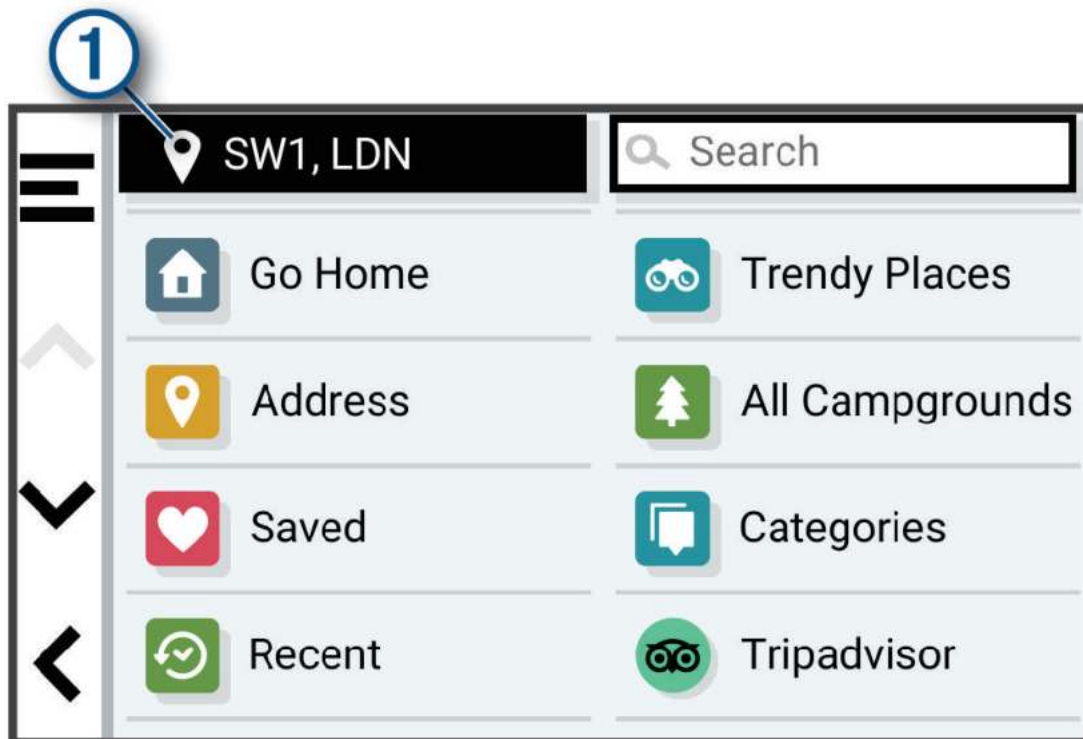 1
SW1, LDN
Search
Go Home
Trendy Places
Address
All Campgrounds
Saved
Categories
Recent
Tripadvisor